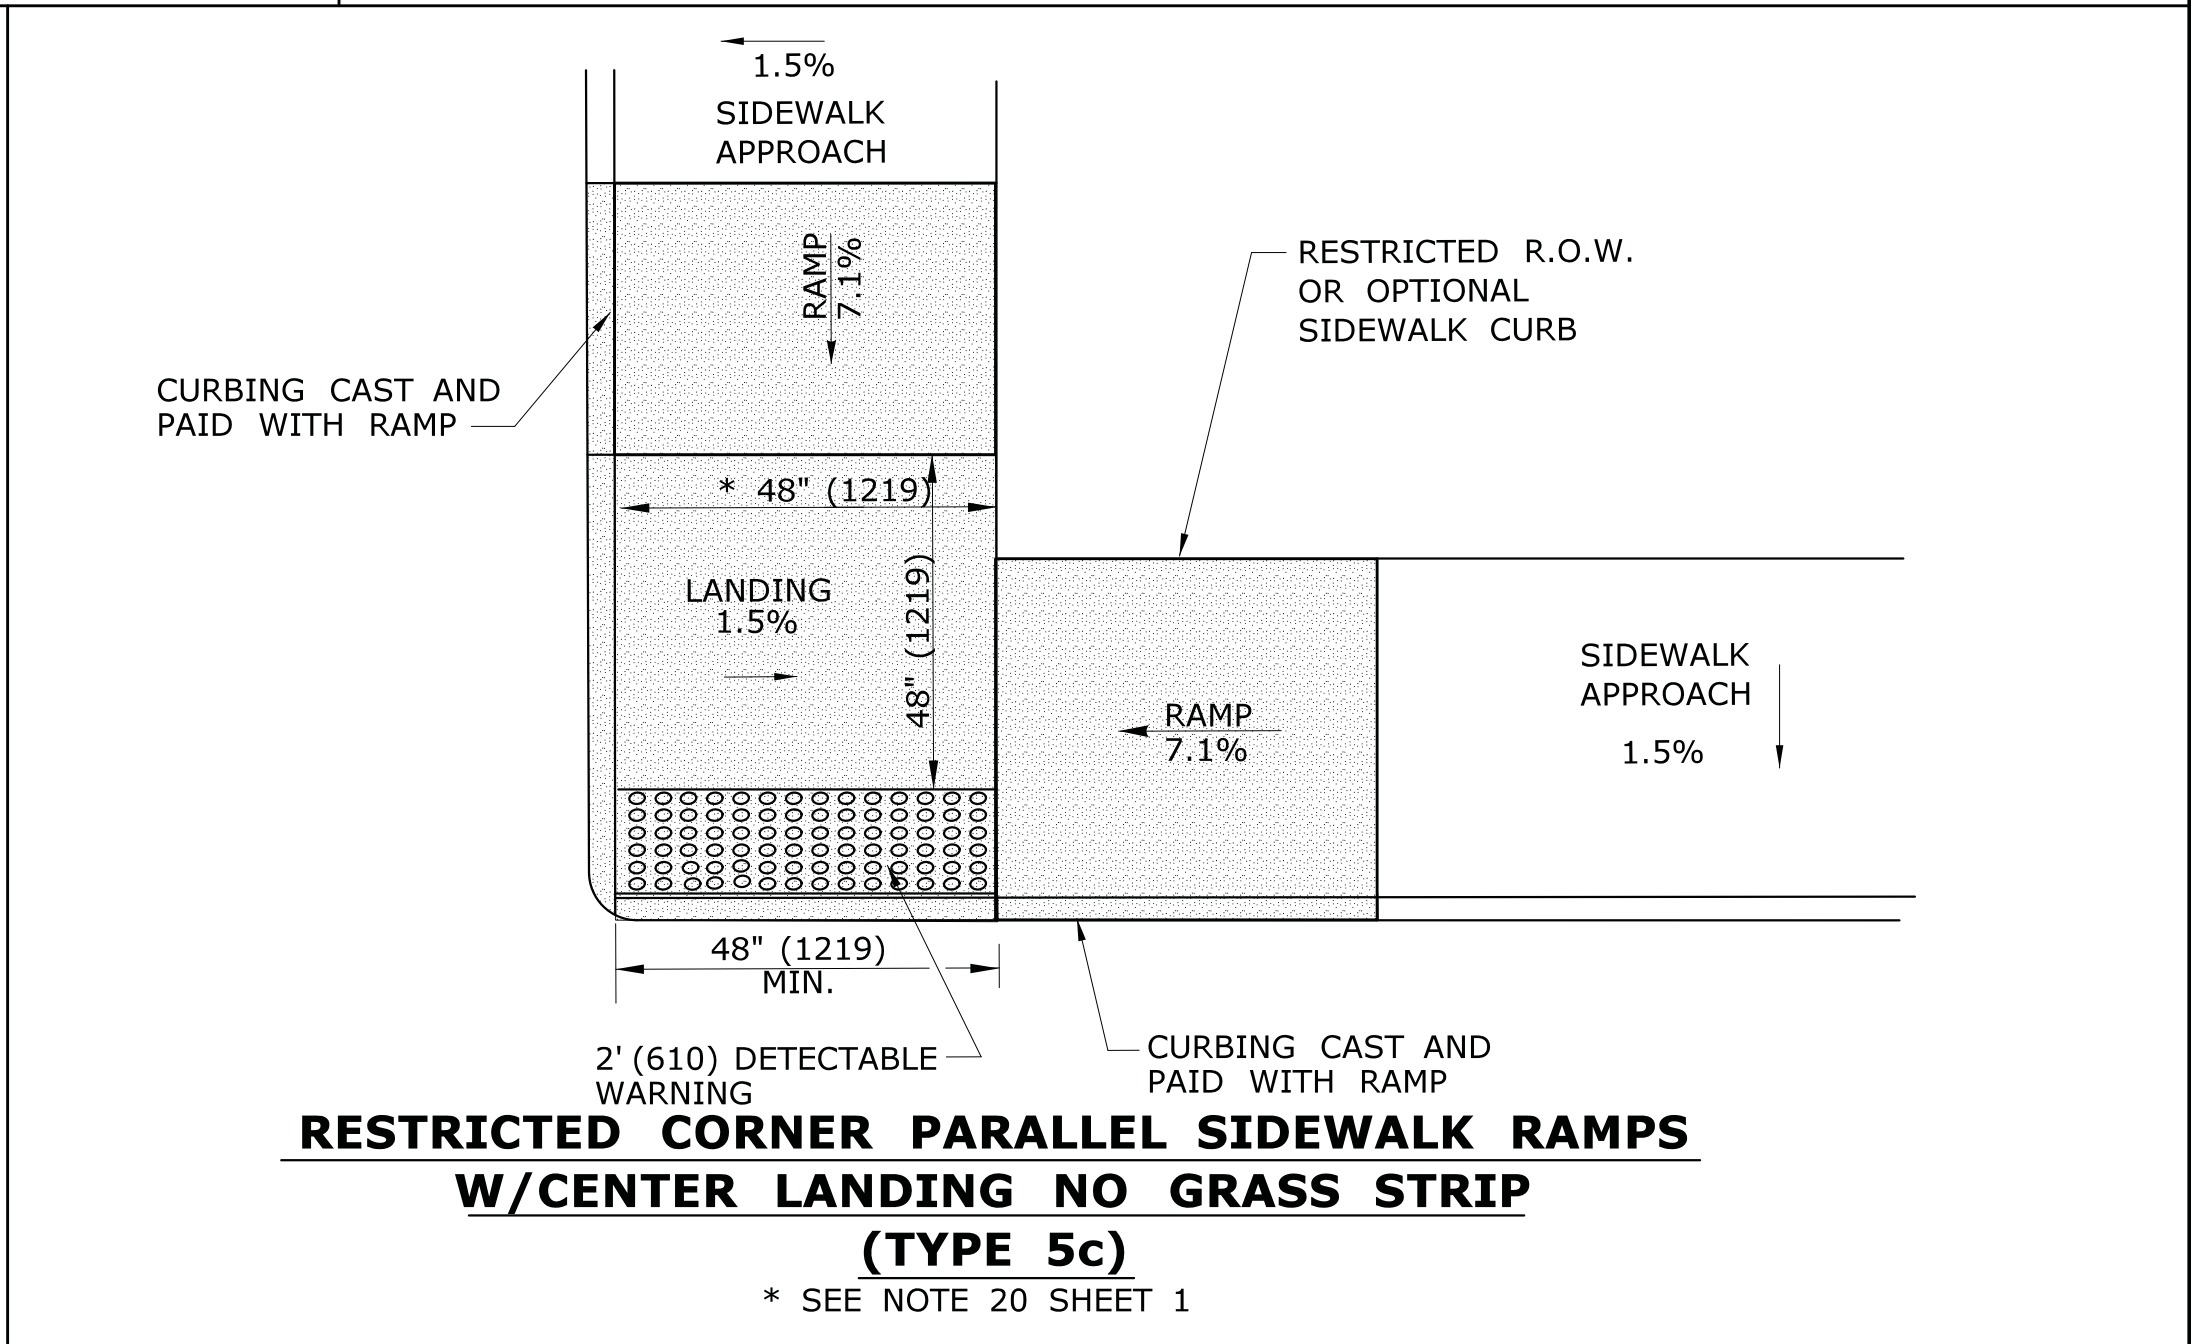 1.5%
SIDEWALK
APPROACH
RAMP
7.1%
RESTRICTED R.O.W.
OR OPTIONAL
SIDEWALK CURB
CURBING CAST AND
PAID WITH RAMP
* 48" (1219)
48" (1219)
LANDING
1.5%
RAMP
7.1%
SIDEWALK
APPROACH
1.5%
48" (1219)
MIN.
2' (610) DETECTABLE
WARNING
CURBING CAST AND
PAID WITH RAMP
RESTRICTED CORNER PARALLEL SIDEWALK RAMPS
W/CENTER LANDING NO GRASS STRIP
(TYPE 5c)
* SEE NOTE 20 SHEET 1